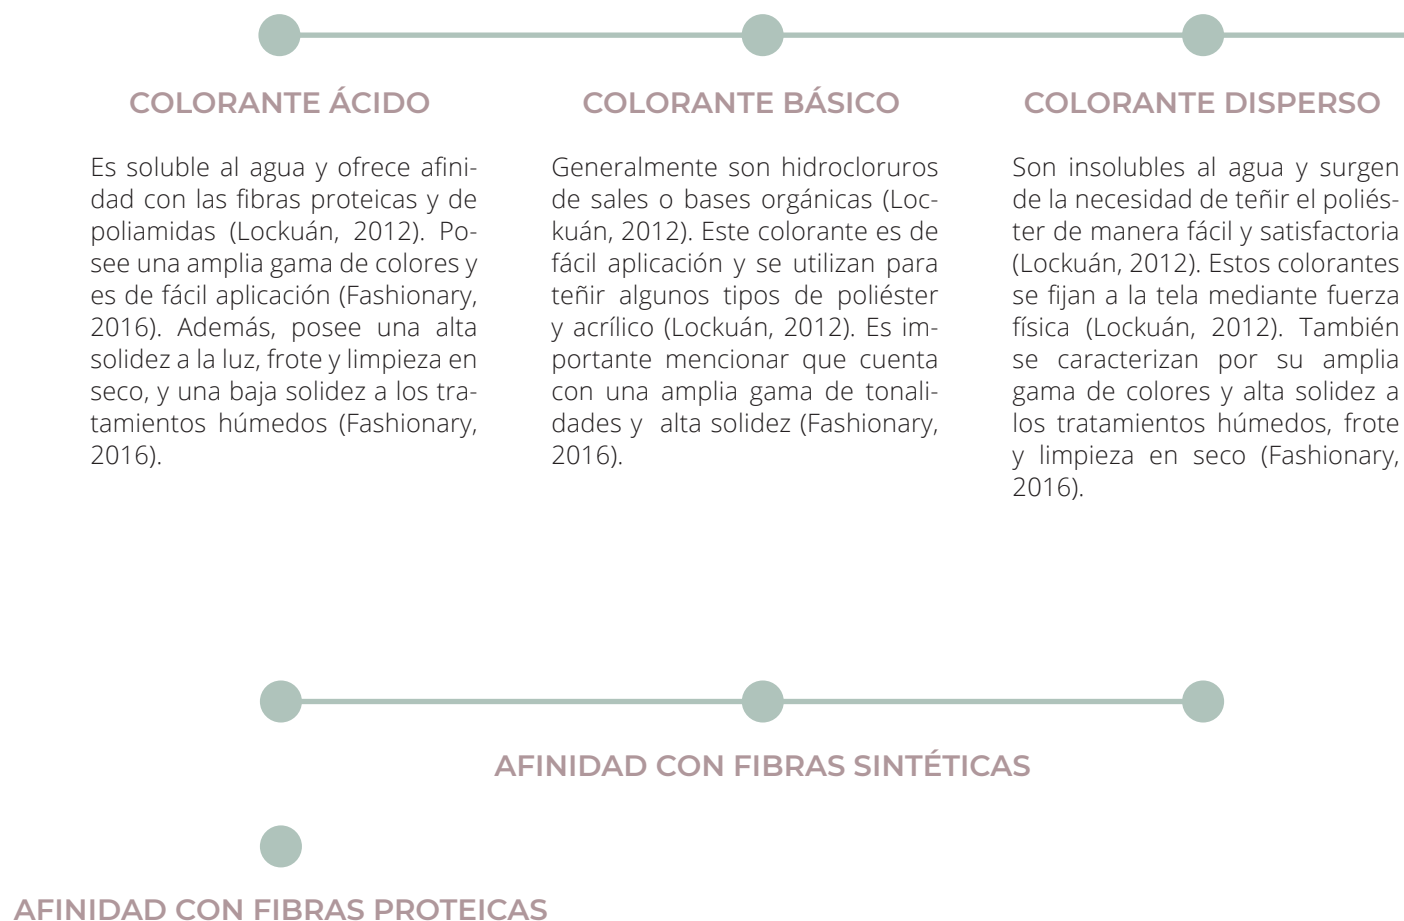 COLORANTE ÁCIDO
Es soluble al agua y ofrece afini-
dad con las fibras proteicas y de
poliamidas (Lockuán, 2012). Po-
see una amplia gama de colores y
es de fácil aplicación (Fashionary,
2016). Además, posee una alta
solidez a la luz, frote y limpieza en
seco, y una baja solidez a los tra-
tamientos húmedos (Fashionary,
2016).
COLORANTE BÁSICO
Generalmente son hidrocloruros
de sales o bases orgánicas (Loc-
kuán, 2012). Este colorante es de
fácil aplicación y se utilizan para
teñir algunos tipos de poliéster
y acrílico (Lockuán, 2012). Es im-
portante mencionar que cuenta
con una amplia gama de tonali-
dades y  alta solidez (Fashionary,
2016).
COLORANTE DISPERSO
Son insolubles al agua y surgen
de la necesidad de teñir el poliés-
ter de manera fácil y satisfactoria
(Lockuán, 2012). Estos colorantes
se fijan a la tela mediante fuerza
física (Lockuán, 2012). También
se caracterizan por su amplia
gama de colores y alta solidez a
los tratamientos húmedos, frote
y limpieza en seco (Fashionary,
2016).
AFINIDAD CON FIBRAS SINTÉTICAS
AFINIDAD CON FIBRAS PROTEICAS